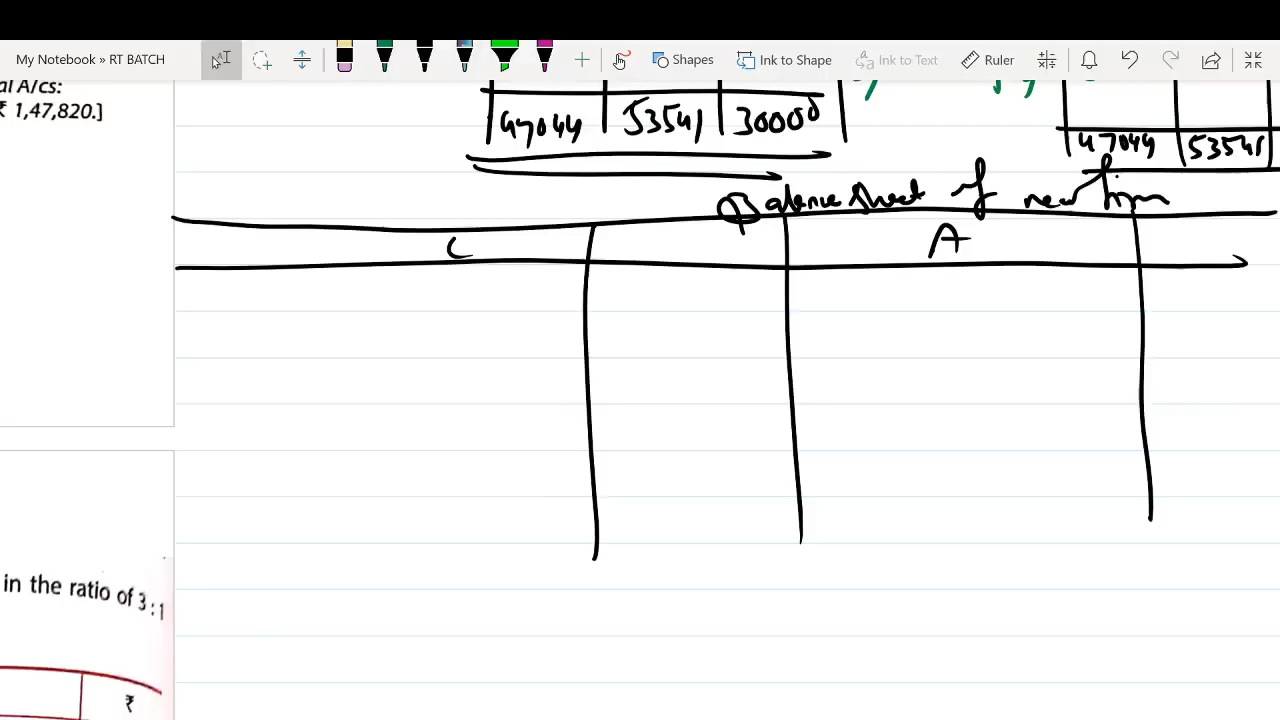 My Notebook » RT BATCH
Shapes
Ink to Shape
Ink to Text
Ruler
al A/cs:
₹ 1,47,820.]
47044 53541 30000
47044 53541
Balance Sheet of new firm
L A
in the ratio of 3 : 1
₹